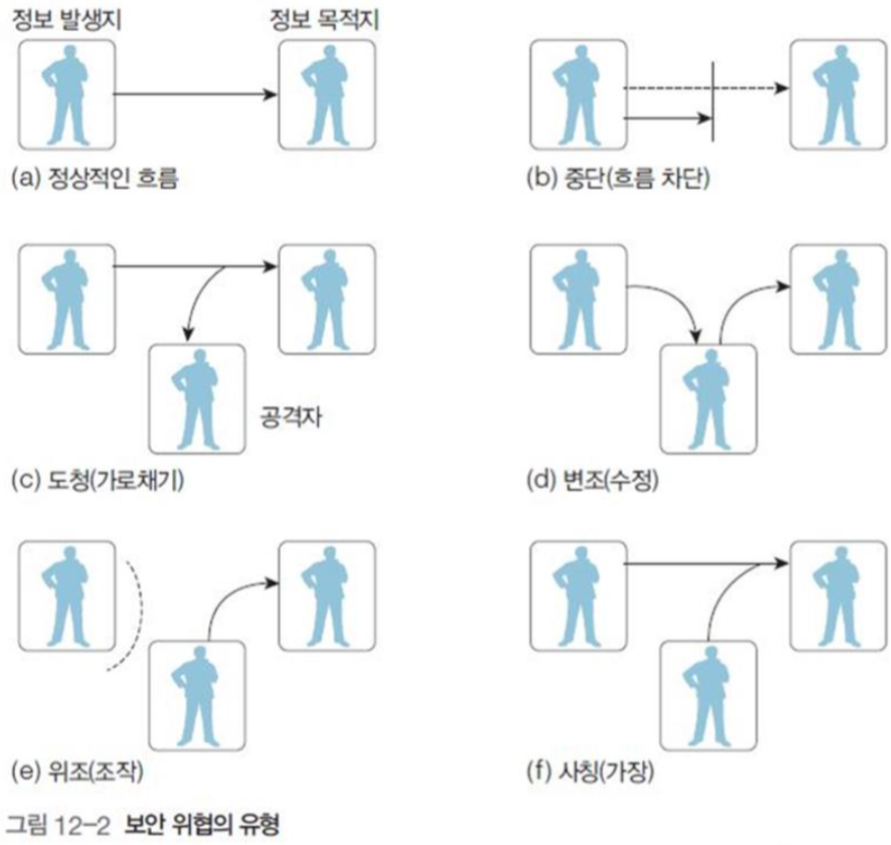 정보 발생지
정보 목적지
(a) 정상적인 흐름
(b) 중단(흐름 차단)
공격자
(c) 도청(가로채기)
(d) 변조(수정)
(e) 위조(조작)
(f) 사칭(가장)
그림 12-2 보안 위협의 유형